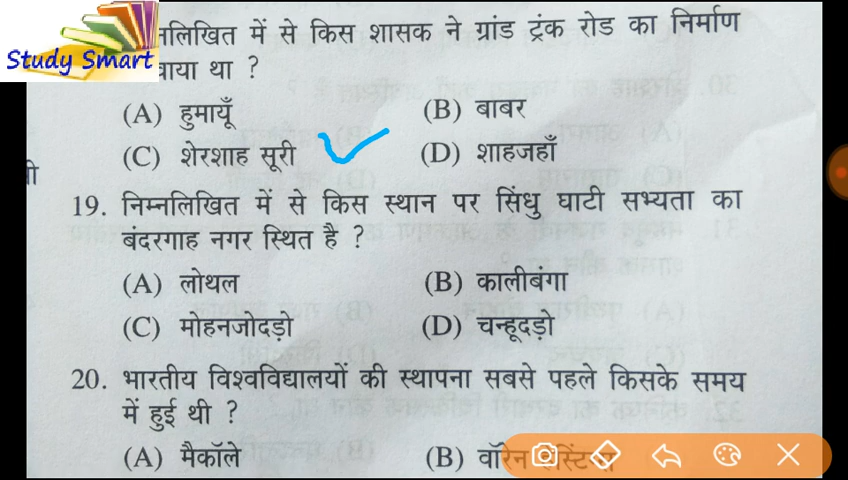 Study Smart
नलिखित में से किस शासक ने ग्रांड ट्रंक रोड का निर्माण
वाया था ?
(A) हुमायूँ (B) बाबर
(C) शेरशाह सूरी (D) शाहजहाँ
19. निम्नलिखित में से किस स्थान पर सिंधु घाटी सभ्यता का
बंदरगाह नगर स्थित है ?
(A) लोथल (B) कालीबंगा
(C) मोहनजोदड़ो (D) चन्हूदड़ो
20. भारतीय विश्वविद्यालयों की स्थापना सबसे पहले किसके समय
में हुई थी ?
(A) मैकॉले (B) वॉरेन